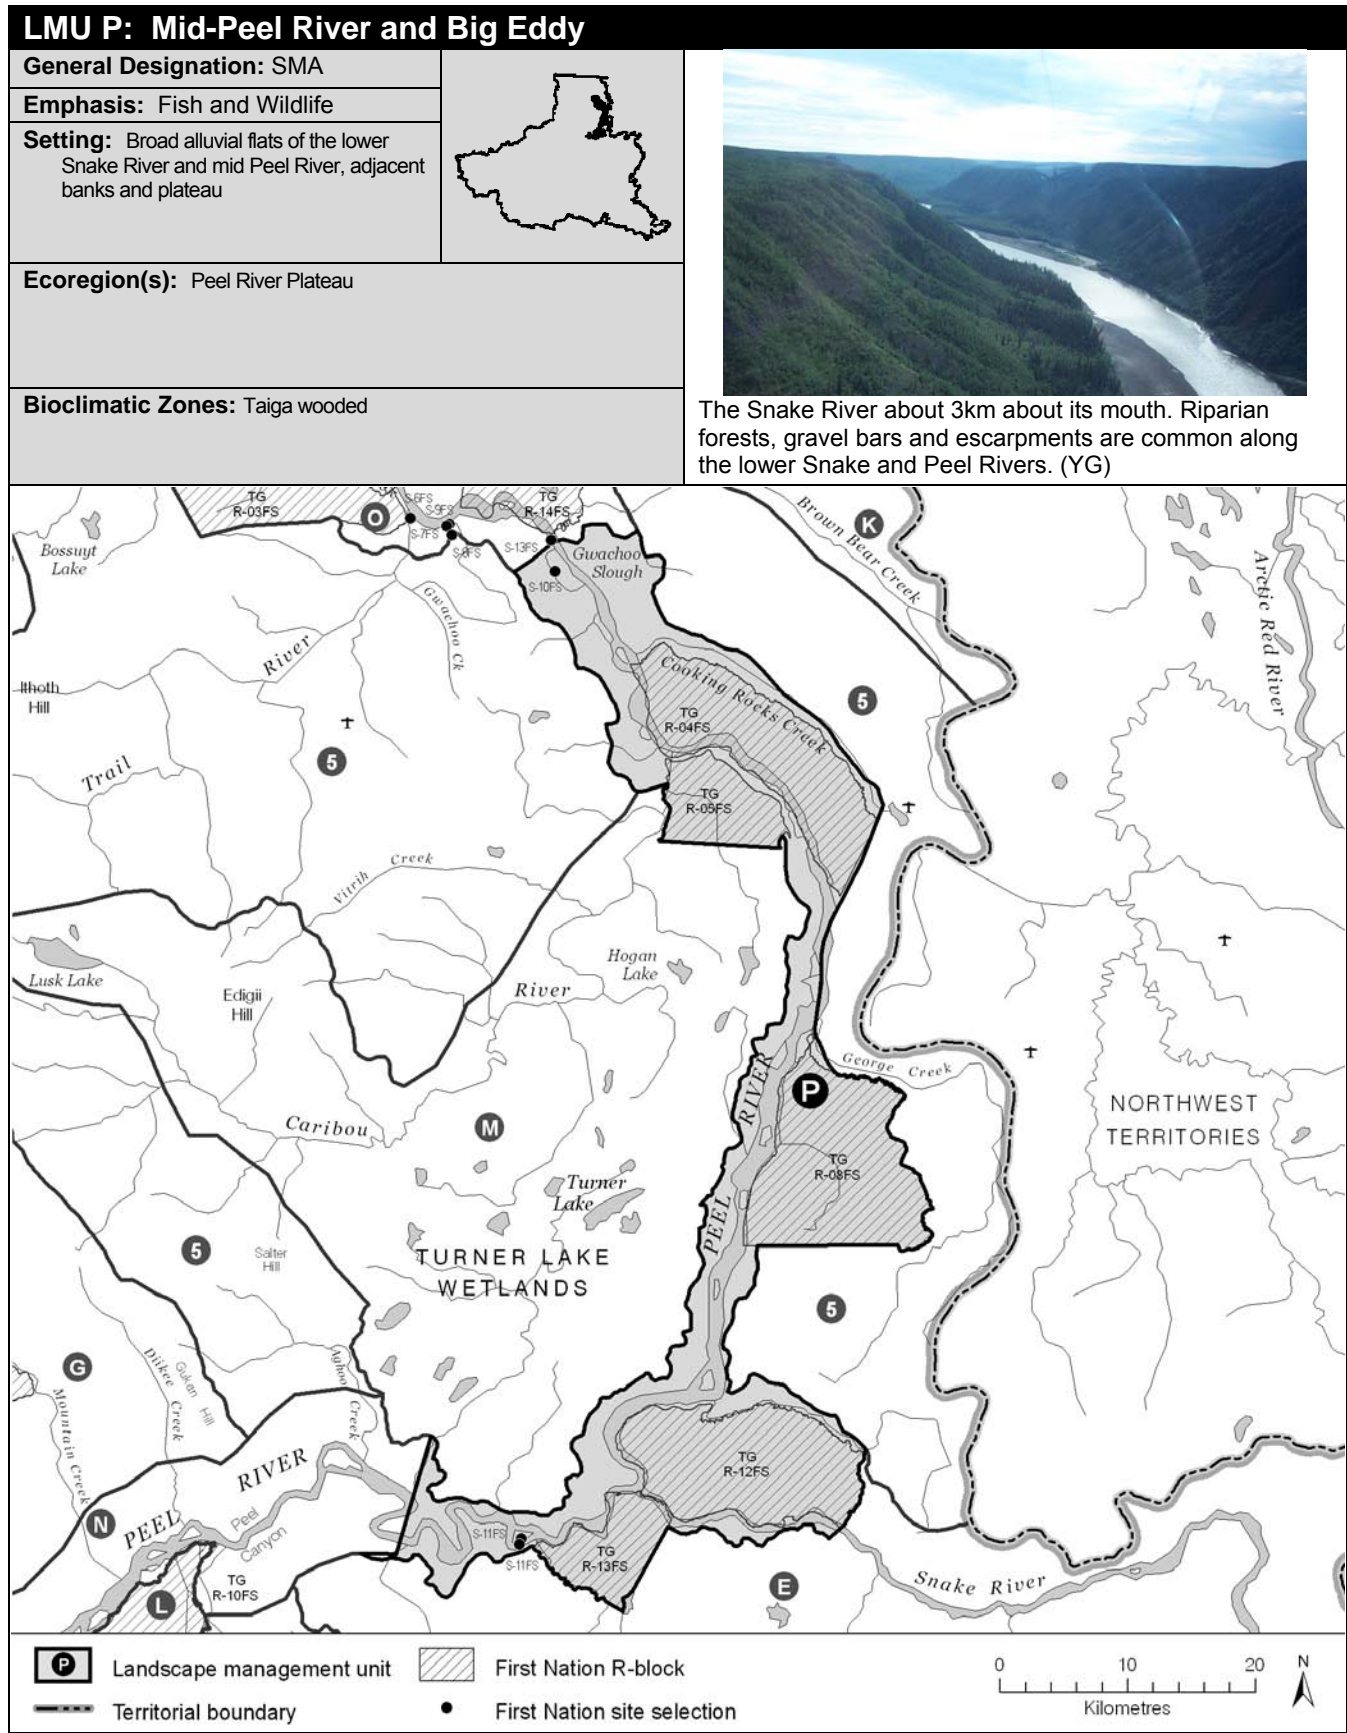 LMU P: Mid-Peel River and Big Eddy
General Designation: SMA
Emphasis: Fish and Wildlife
Setting: Broad alluvial flats of the lower
Snake River and mid Peel River, adjacent
banks and plateau
Ecoregion(s): Peel River Plateau
Bioclimatic Zones: Taiga wooded
The Snake River about 3km about its mouth. Riparian
forests, gravel bars and escarpments are common along
the lower Snake and Peel Rivers. (YG)
TG
R-03FS
O
S-6FS
S-9FS
S-7FS
S-8FS
TG
R-14FS
S-13FS
S-10FS
Gwachoo
Slough
Brown Bear Creek
K
Arctic Red River
Bossuyt
Lake
Gwachoo Ck
River
Ithoth
Hill
Trail
5
Cooking Rocks Creek
TG
R-04FS
5
TG
R-05FS
Vitrih Creek
Lusk Lake
Edigii
Hill
Hogan
Lake
River
Caribou
M
PEEL RIVER
P
George Creek
NORTHWEST
TERRITORIES
TG
R-08FS
Turner
Lake
5
Salter
Hill
TURNER LAKE
WETLANDS
5
G
Mountain Creek
Diikee Creek
Gukan Hill
Aghoo Creek
PEEL RIVER
Peel
Canyon
N
L
TG
R-10FS
S-11FS
S-11FS
TG
R-12FS
TG
R-13FS
E
Snake River
P Landscape management unit
Territorial boundary
First Nation R-block
First Nation site selection
0 10 20
Kilometres
N